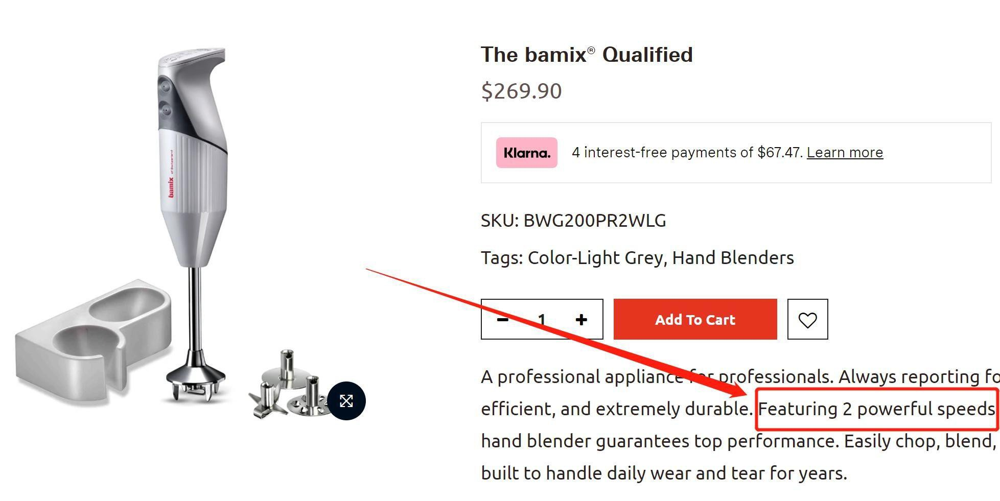 The bamix® Qualified
$269.90
Klarna. 4 interest-free payments of $67.47. Learn more
SKU: BWG200PR2WLG
Tags: Color-Light Grey, Hand Blenders
− 1 + Add To Cart
A professional appliance for professionals. Always reporting fo
efficient, and extremely durable. Featuring 2 powerful speeds
hand blender guarantees top performance. Easily chop, blend,
built to handle daily wear and tear for years.
bamix of Switzerland